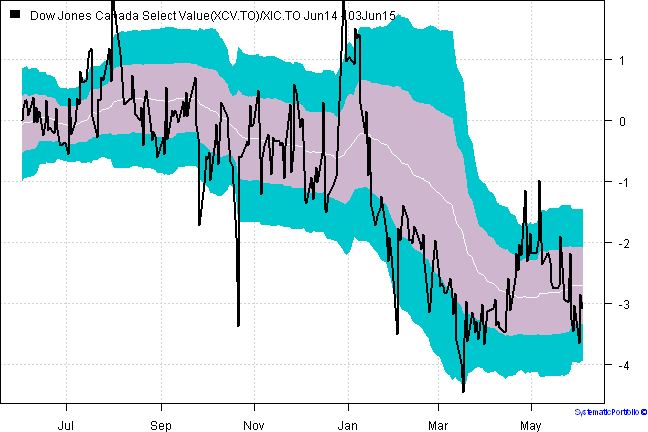 Dow Jones Canada Select Value(XCV.TO)/XIC.TO Jun14 - 03Jun15
1
0
-1
-2
-3
-4
Jul Sep Nov Jan Mar May
SystematicPortfolio ©